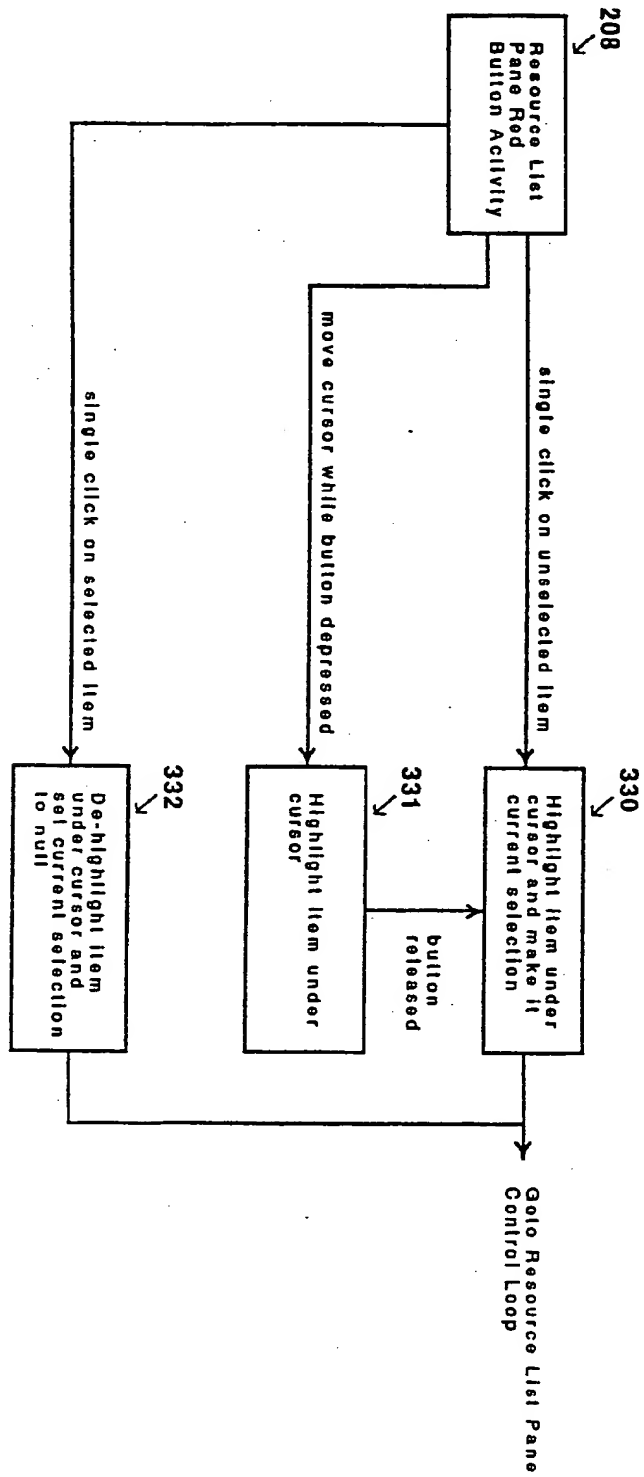 208
Resource List
Pane Red
Button Activity
single click on unselected item
move cursor while button depressed
single click on selected item
330
Highlight item under
cursor and make it
current selection
331
Highlight item under
cursor
button
released
332
De-highlight item
under cursor and
set current selection
to null
Goto Resource List Pane
Control Loop